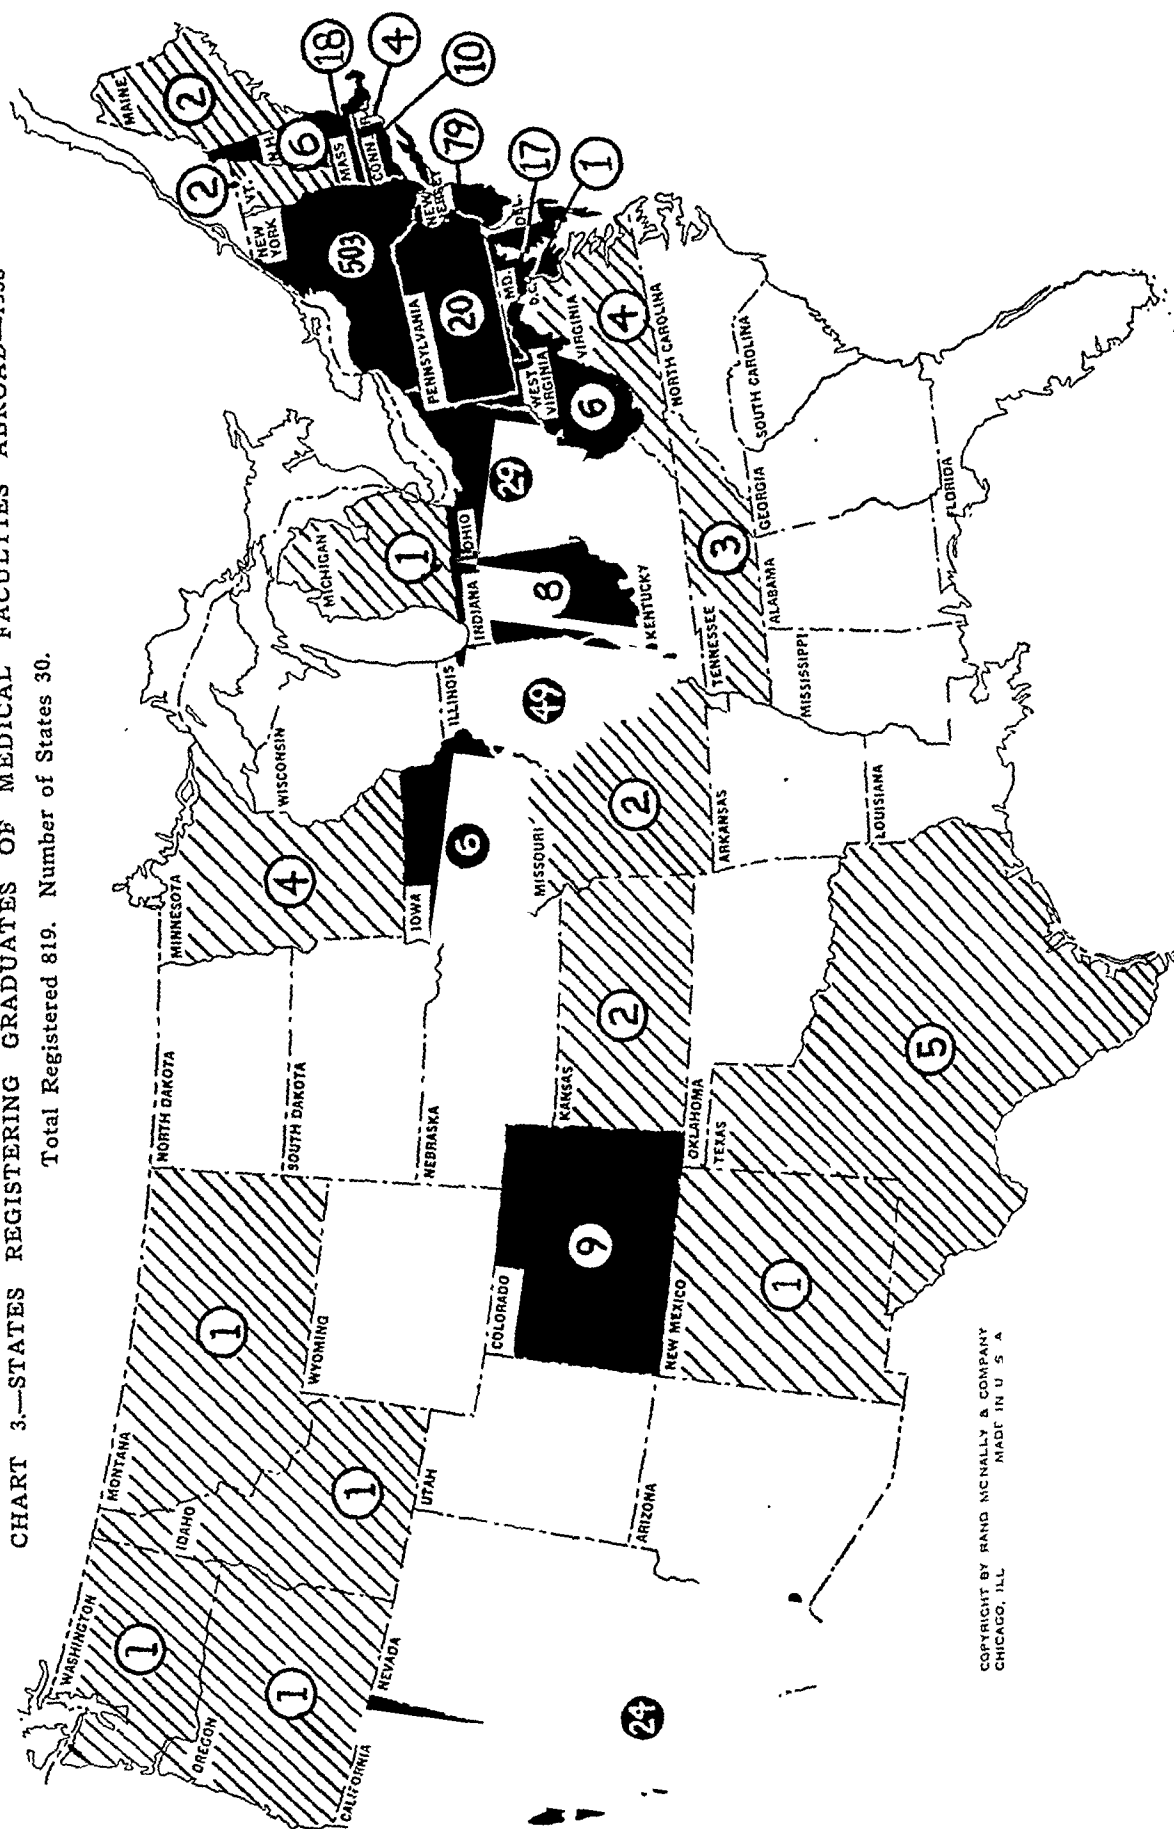 CHART 3.—STATES REGISTERING GRADUATES OF MEDICAL FACULTIES ABROAD
Total Registered 819. Number of States 30.
WASHINGTON
1
OREGON
1
CALIFORNIA
24
NEVADA
IDAHO
1
MONTANA
1
WYOMING
UTAH
ARIZONA
COLORADO
9
NEW MEXICO
1
NORTH DAKOTA
SOUTH DAKOTA
NEBRASKA
KANSAS
2
OKLAHOMA
TEXAS
5
MINNESOTA
4
IOWA
6
MISSOURI
2
ARKANSAS
LOUISIANA
WISCONSIN
ILLINOIS
49
MICHIGAN
1
INDIANA
8
OHIO
29
KENTUCKY
TENNESSEE
3
MISSISSIPPI
ALABAMA
GEORGIA
FLORIDA
SOUTH CAROLINA
NORTH CAROLINA
VIRGINIA
4
WEST
VIRGINIA
6
PENNSYLVANIA
20
NEW
YORK
503
MAINE
2
VT.
2
N.H.
6
MASS
18
R.I.
4
CONN.
10
NEW
JERSEY
79
DEL.
MD.
17
D.C.
1
COPYRIGHT BY RAND MCNALLY & COMPANY
CHICAGO, ILL MADE IN U S A